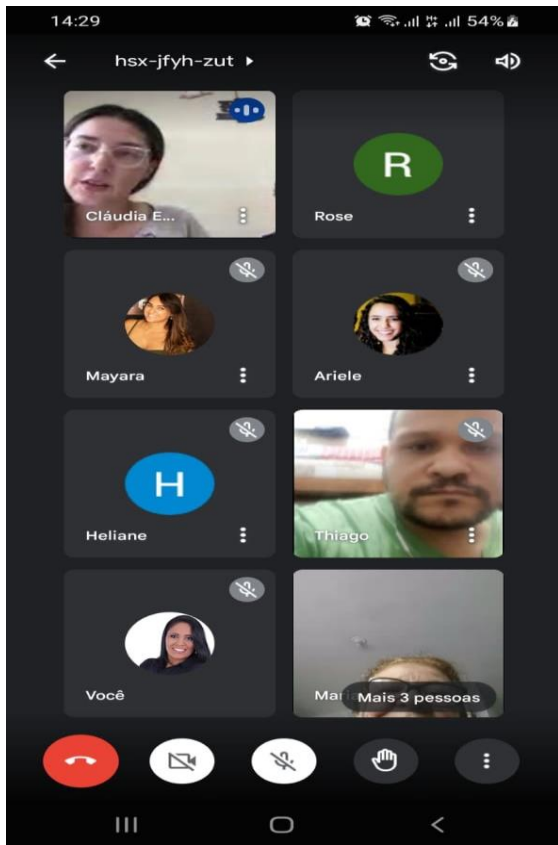 14:29
54%
hsx-jfyh-zut
Cláudia E...
R
Rose
Mayara
Ariele
H
Heliane
Thiago
Você
Mais 3 pessoas